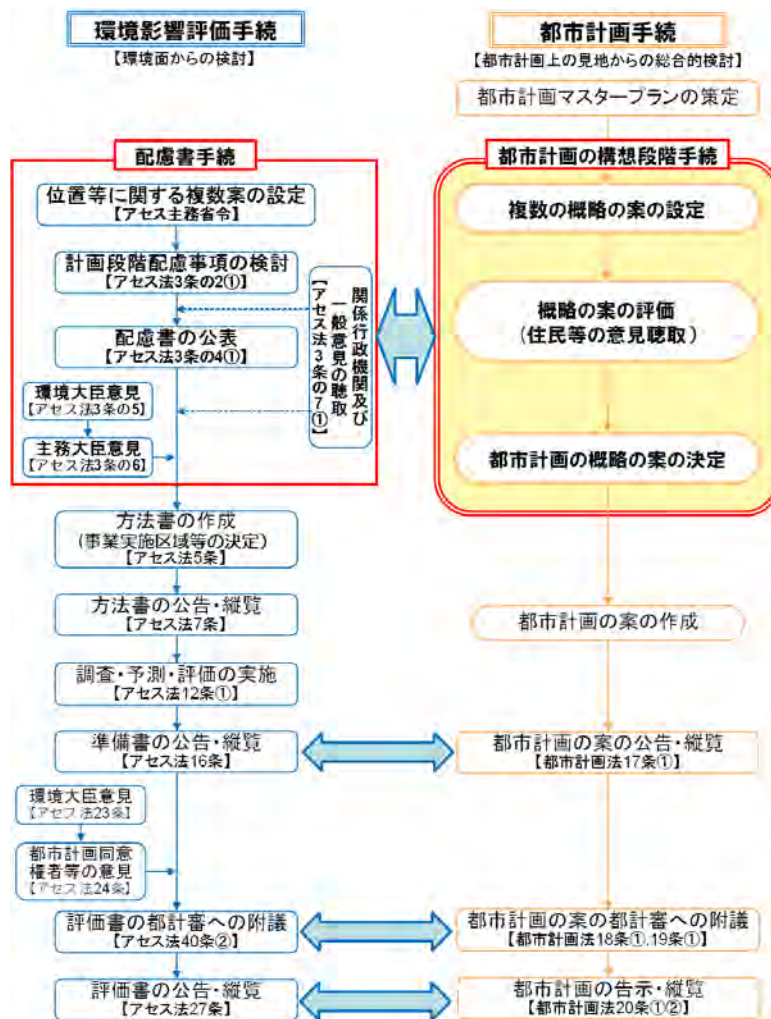 環境影響評価手続
【環境面からの検討】
配慮書手続
位置等に関する複数案の設定
【アセス主務省令】
計画段階配慮事項の検討
【アセス法3条の2①】
配慮書の公表
【アセス法3条の4①】
関係行政機関及び
一般意見の聴取
【アセス法3条の7①】
環境大臣意見
【アセス法3条の5】
主務大臣意見
【アセス法3条の6】
方法書の作成
(事業実施区域等の決定)
【アセス法5条】
方法書の公告・縦覧
【アセス法7条】
調査・予測・評価の実施
【アセス法12条①】
準備書の公告・縦覧
【アセス法16条】
環境大臣意見
【アセス法23条】
都市計画同意
権者等の意見
【アセス法24条】
評価書の都計審への附議
【アセス法40条②】
評価書の公告・縦覧
【アセス法27条】
都市計画手続
【都市計画上の見地からの総合的検討】
都市計画マスタープランの策定
都市計画の構想段階手続
複数の概略の案の設定
概略の案の評価
(住民等の意見聴取)
都市計画の概略の案の決定
都市計画の案の作成
都市計画の案の公告・縦覧
【都市計画法17条①】
都市計画の案の都計審への附議
【都市計画法18条①,19条①】
都市計画の告示・縦覧
【都市計画法20条①②】